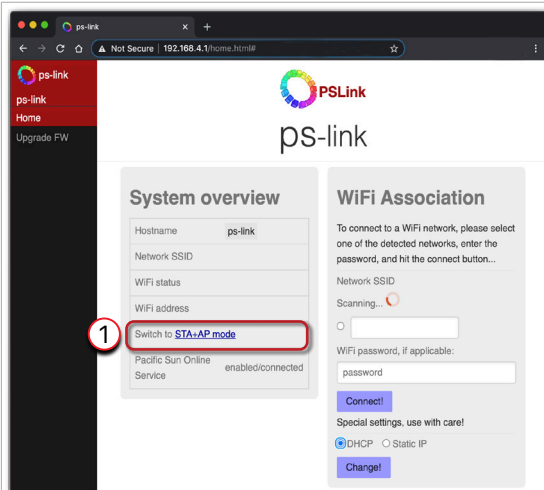 ps-link
Not Secure | 192.168.4.1/home.html#
ps-link
ps-link
Home
Upgrade FW
PSLink
ps-link
System overview
Hostname ps-link
Network SSID
WiFi status
WiFi address
1
Switch to STA+AP mode
Pacific Sun Online
Service
enabled/connected
WiFi Association
To connect to a WiFi network, please select
one of the detected networks, enter the
password, and hit the connect button...
Network SSID
Scanning...
WiFi password, if applicable:
password
Connect!
Special settings, use with care!
DHCP Static IP
Change!